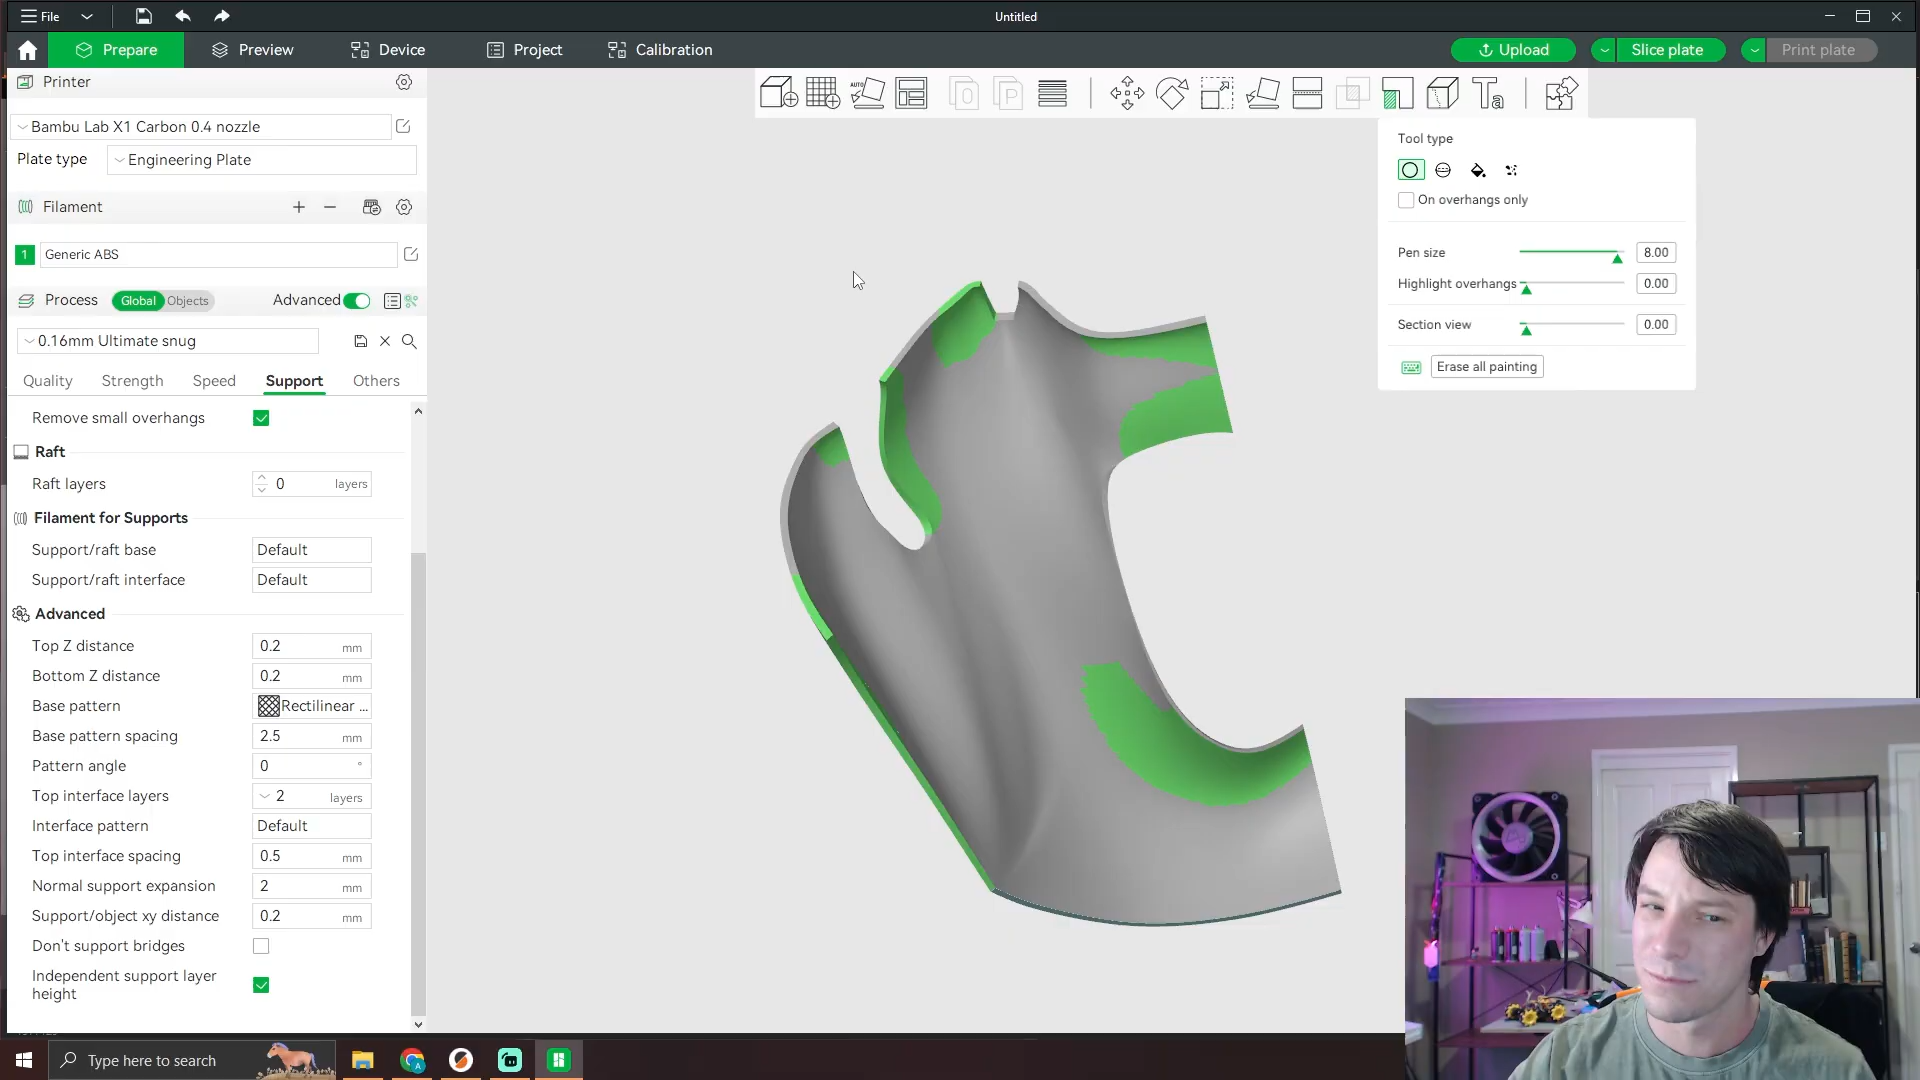 File
Untitled
Prepare
Preview
Device
Project
Calibration
Upload
Slice plate
Print plate
Printer
Bambu Lab X1 Carbon 0.4 nozzle
Plate type
Engineering Plate
Filament
1
Generic ABS
Process
Global
Objects
Advanced
0.16mm Ultimate snug
Quality
Strength
Speed
Support
Others
Remove small overhangs
Raft
Raft layers
0
layers
Filament for Supports
Support/raft base
Default
Support/raft interface
Default
Advanced
Top Z distance
0.2
mm
Bottom Z distance
0.2
mm
Base pattern
Rectilinear ...
Base pattern spacing
2.5
mm
Pattern angle
0
°
Top interface layers
2
layers
Interface pattern
Default
Top interface spacing
0.5
mm
Normal support expansion
2
mm
Support/object xy distance
0.2
mm
Don't support bridges
Independent support layer
height
AUTO
O
P
Ta
Tool type
On overhangs only
Pen size
8.00
Highlight overhangs
0.00
Section view
0.00
Erase all painting
Type here to search